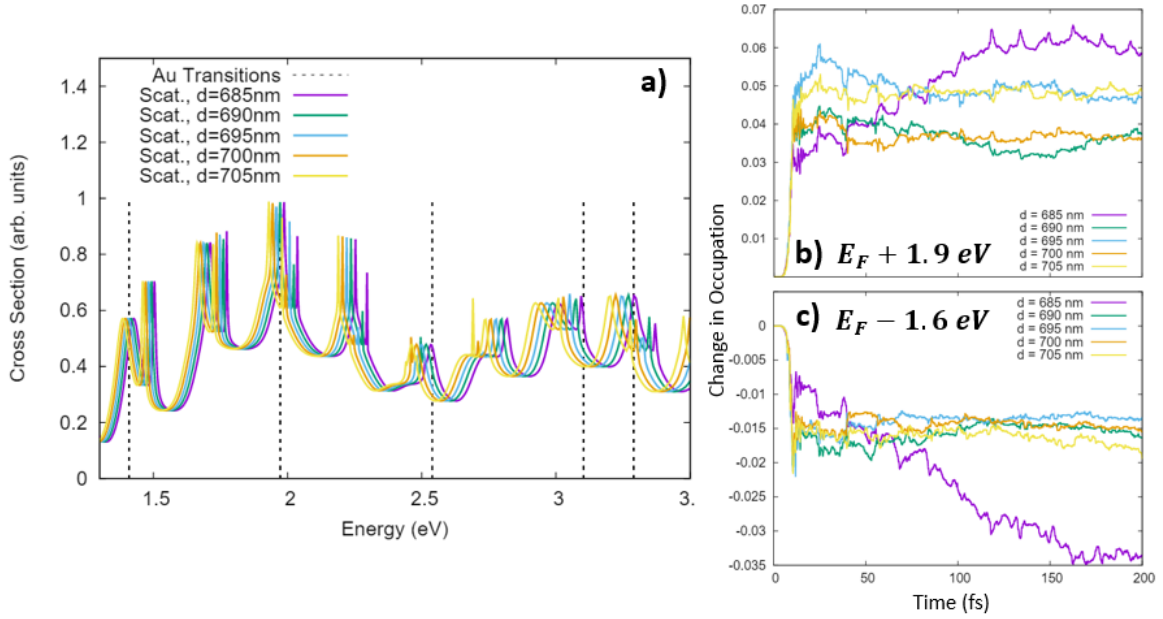 a)
1.4
1.2
1
0.8
0.6
0.4
0.2
0
Cross Section (arb. units)
Au Transitions
Scat., d=685nm
Scat., d=690nm
Scat., d=695nm
Scat., d=700nm
Scat., d=705nm
1.5
2
2.5
3
3.
Energy (eV)
0.07
0.06
0.05
0.04
0.03
0.02
0.01
d = 685 nm
d = 690 nm
d = 695 nm
d = 700 nm
d = 705 nm
b) E_F + 1.9 eV
Change in Occupation
0
-0.005
-0.01
-0.015
-0.02
-0.025
-0.03
-0.035
c) E_F − 1.6 eV
d = 685 nm
d = 690 nm
d = 695 nm
d = 700 nm
d = 705 nm
0
50
100
150
200
Time (fs)